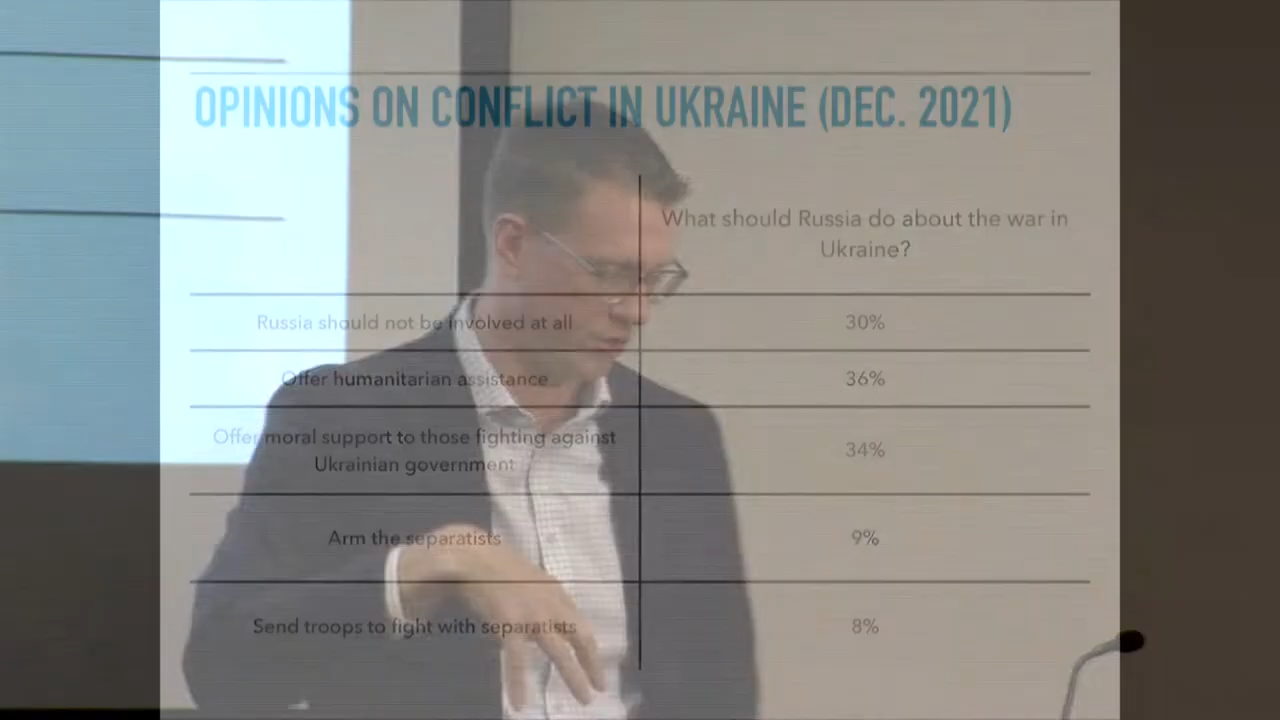 OPINIONS ON CONFLICT IN UKRAINE (DEC. 2021)
What should Russia do about the war in
Ukraine?
Russia should not be involved at all 30%
Offer humanitarian assistance 36%
Offer moral support to those fighting against
Ukrainian government 34%
Arm the separatists 9%
Send troops to fight with separatists 8%